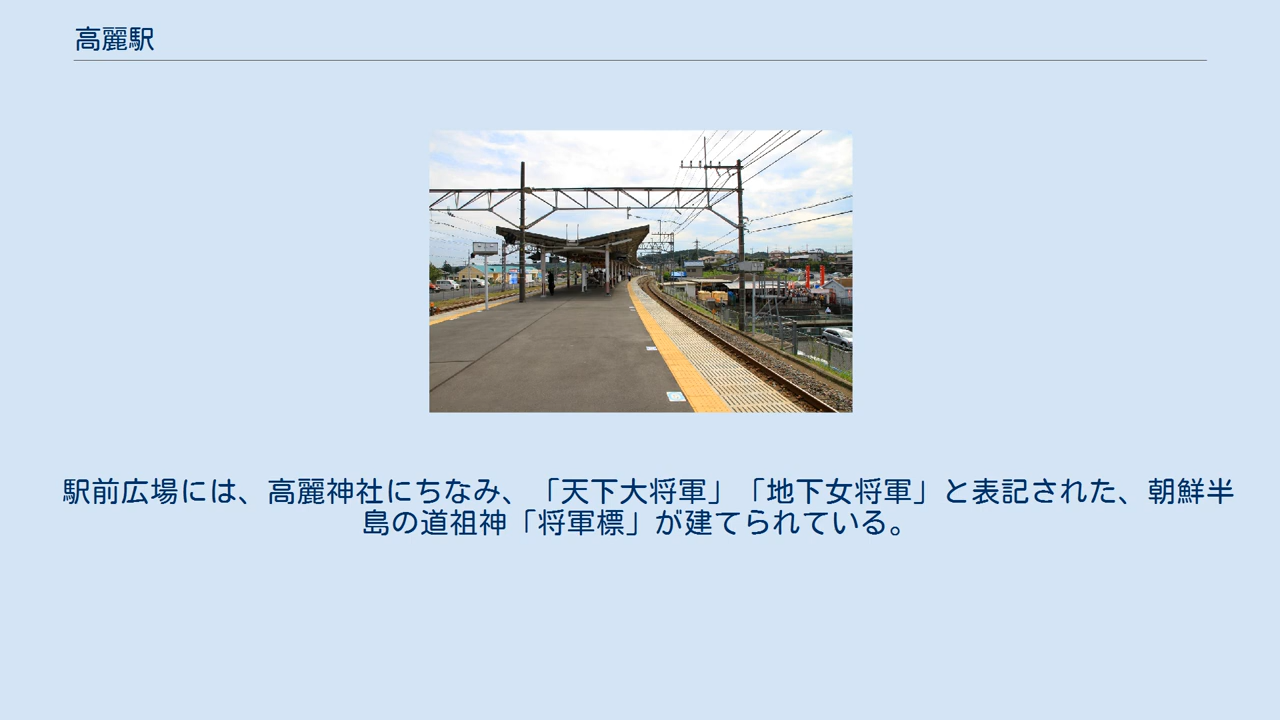 高麗駅
駅前広場には、高麗神社にちなみ、「天下大将軍」「地下女将軍」と表記された、朝鮮半
島の道祖神「将軍標」が建てられている。